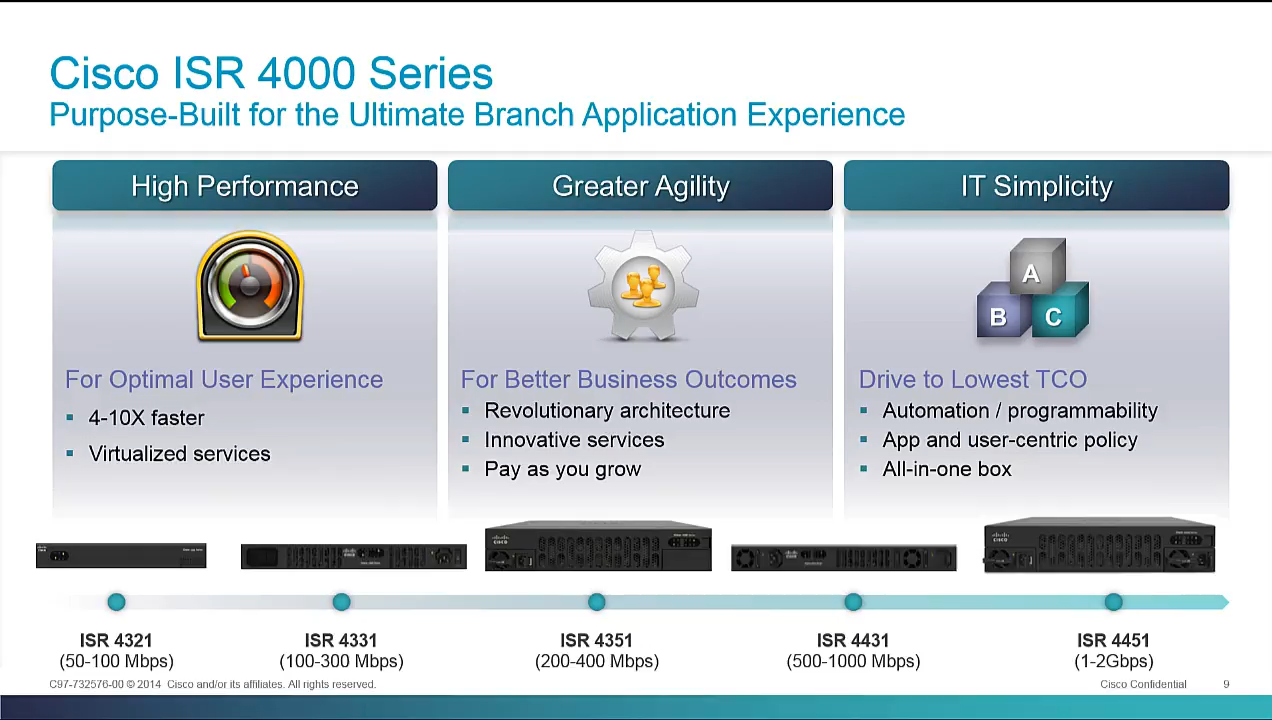 Cisco ISR 4000 Series
Purpose-Built for the Ultimate Branch Application Experience
High Performance
For Optimal User Experience
4-10X faster
Virtualized services
Greater Agility
For Better Business Outcomes
Revolutionary architecture
Innovative services
Pay as you grow
IT Simplicity
A
B C
Drive to Lowest TCO
Automation / programmability
App and user-centric policy
All-in-one box
ISR 4321
(50-100 Mbps)
ISR 4331
(100-300 Mbps)
ISR 4351
(200-400 Mbps)
ISR 4431
(500-1000 Mbps)
ISR 4451
(1-2Gbps)
C97-732576-00 © 2014 Cisco and/or its affiliates. All rights reserved.
Cisco Confidential
9